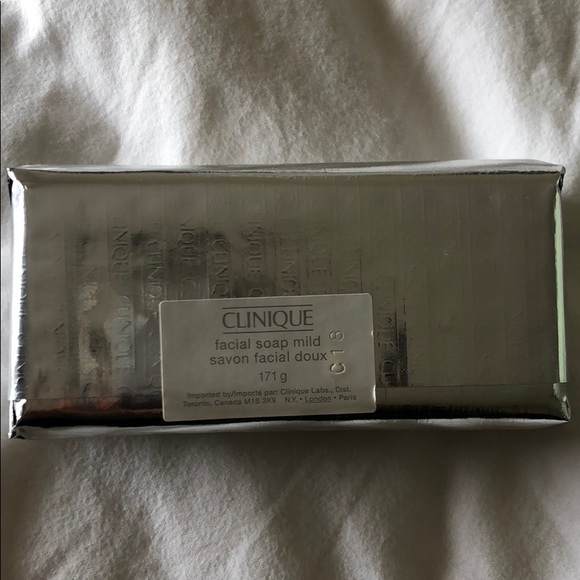 CLINIQUE
facial soap mild
savon facial doux
171 g
C18
Imported by/importé par: Clinique Labs., Dist.
Toronto, Canada M1S 3K9 N.Y. • London • Paris